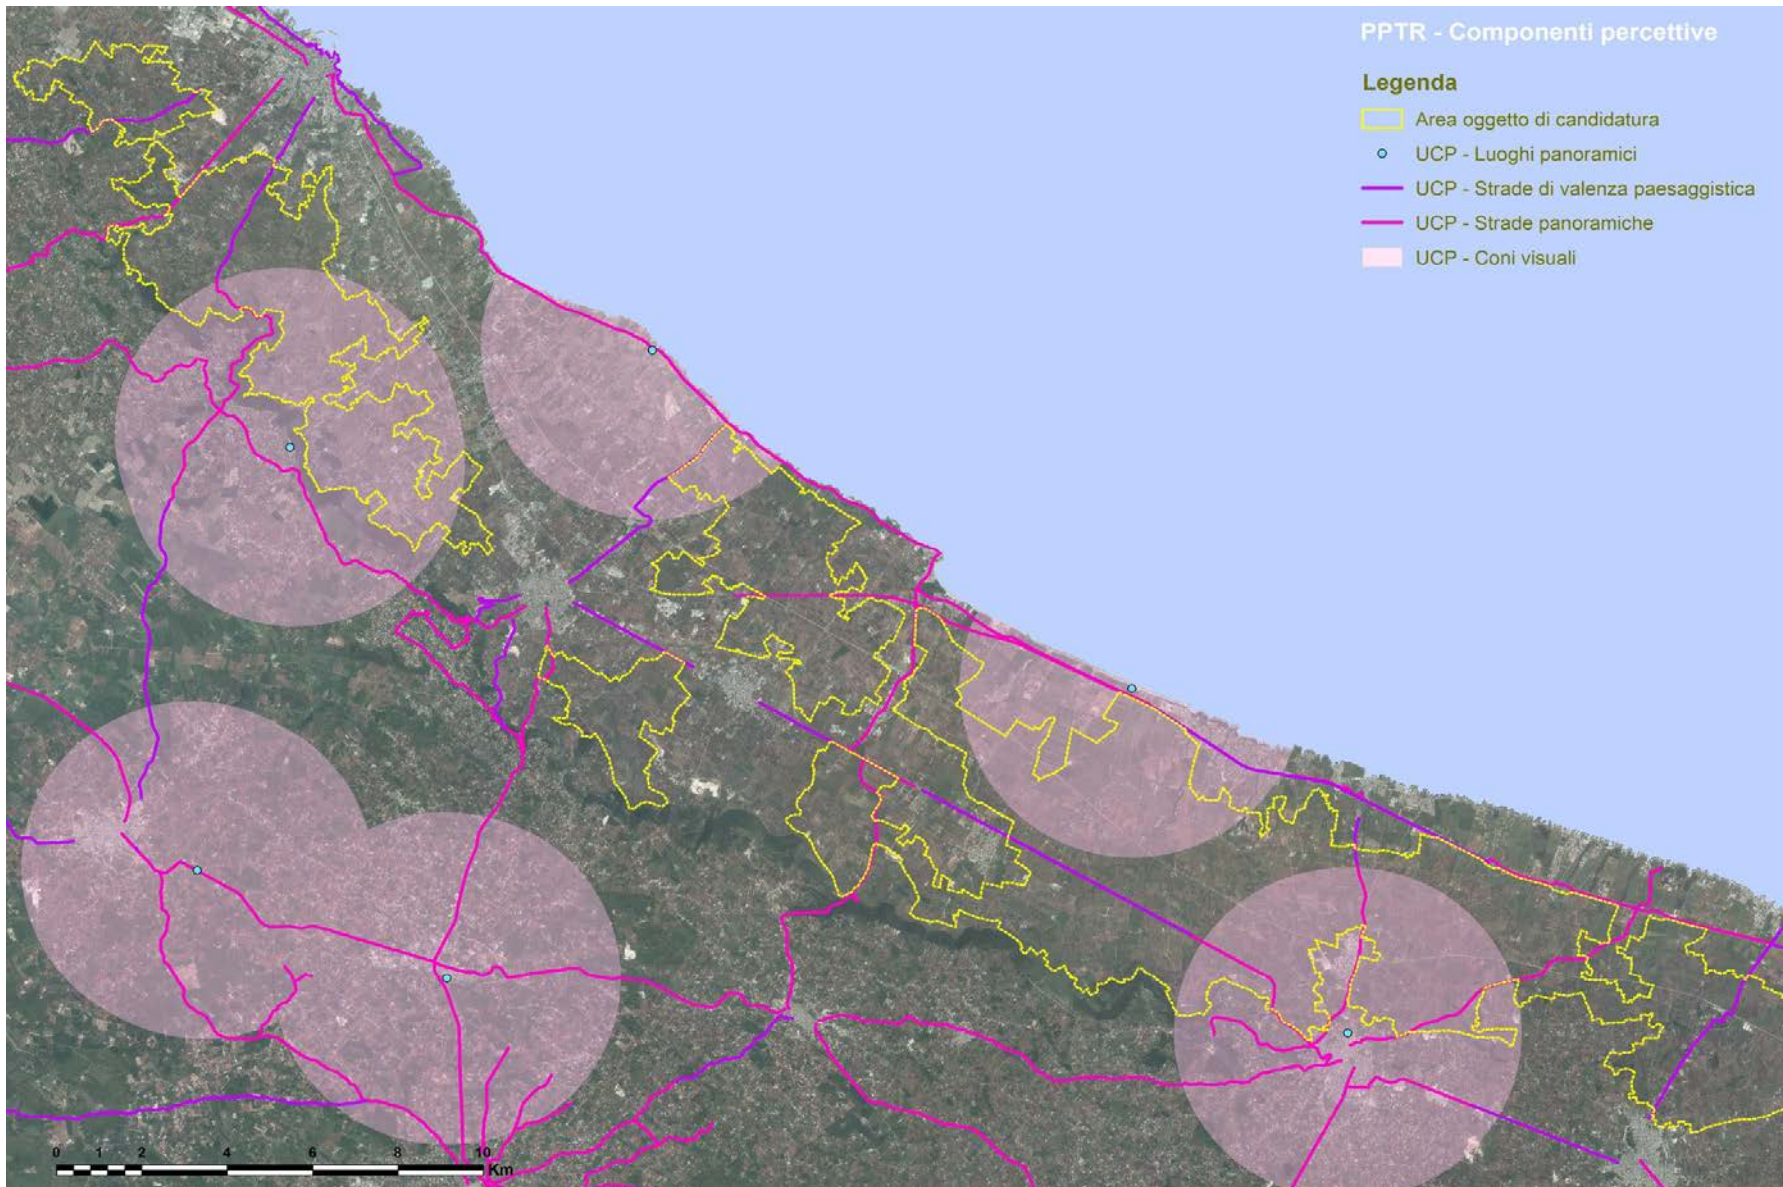 PPTR - Componenti percettive
Legenda
Area oggetto di candidatura
UCP - Luoghi panoramici
UCP - Strade di valenza paesaggistica
UCP - Strade panoramiche
UCP - Coni visuali
0 2 4 6 8 10
Km